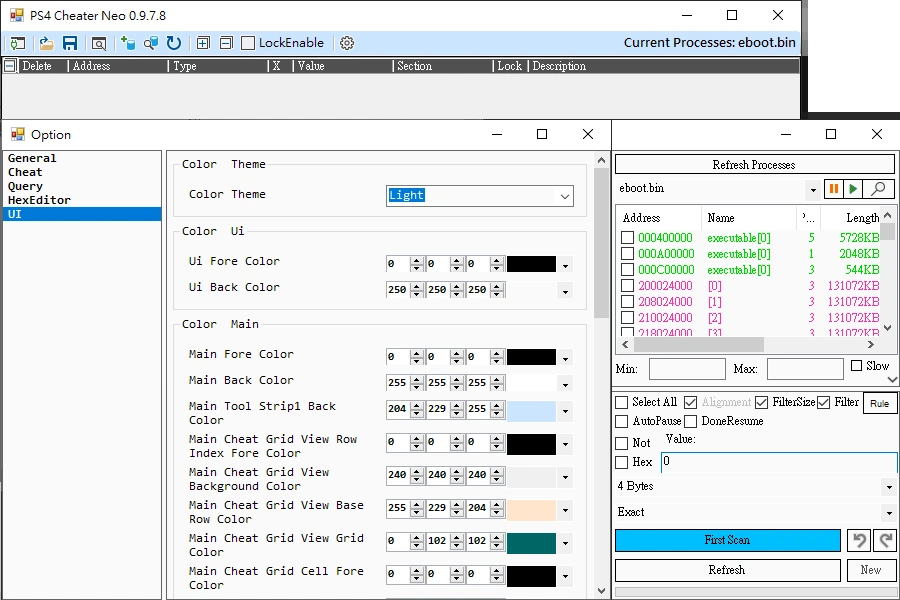 PS4 Cheater Neo 0.9.7.8
LockEnable
Current Processes: eboot.bin
Delete Address Type X Value Section Lock Description
Option
General
Cheat
Query
HexEditor
UI
Color Theme
Color Theme Light
Color Ui
Ui Fore Color 0 0 0
Ui Back Color 250 250 250
Color Main
Main Fore Color 0 0 0
Main Back Color 255 255 255
Main Tool Strip1 Back
Color 204 229 255
Main Cheat Grid View Row
Index Fore Color 0 0 0
Main Cheat Grid View
Background Color 240 240 240
Main Cheat Grid View Base
Row Color 255 229 204
Main Cheat Grid View Grid
Color 0 102 102
Main Cheat Grid Cell Fore
Color 0 0 0
Refresh Processes
eboot.bin
Address Name Length
000400000 executable[0] 5 5728KB
000A00000 executable[0] 1 2048KB
000C00000 executable[0] 3 544KB
200024000 [0] 3 131072KB
208024000 [1] 3 131072KB
210024000 [2] 3 131072KB
218024000 [3] 3 131072KB
Min: Max: Slow
Select All Alignment FilterSize Filter Rule
AutoPause DoneResume
Not Value:
Hex 0
4 Bytes
Exact
First Scan
Refresh New